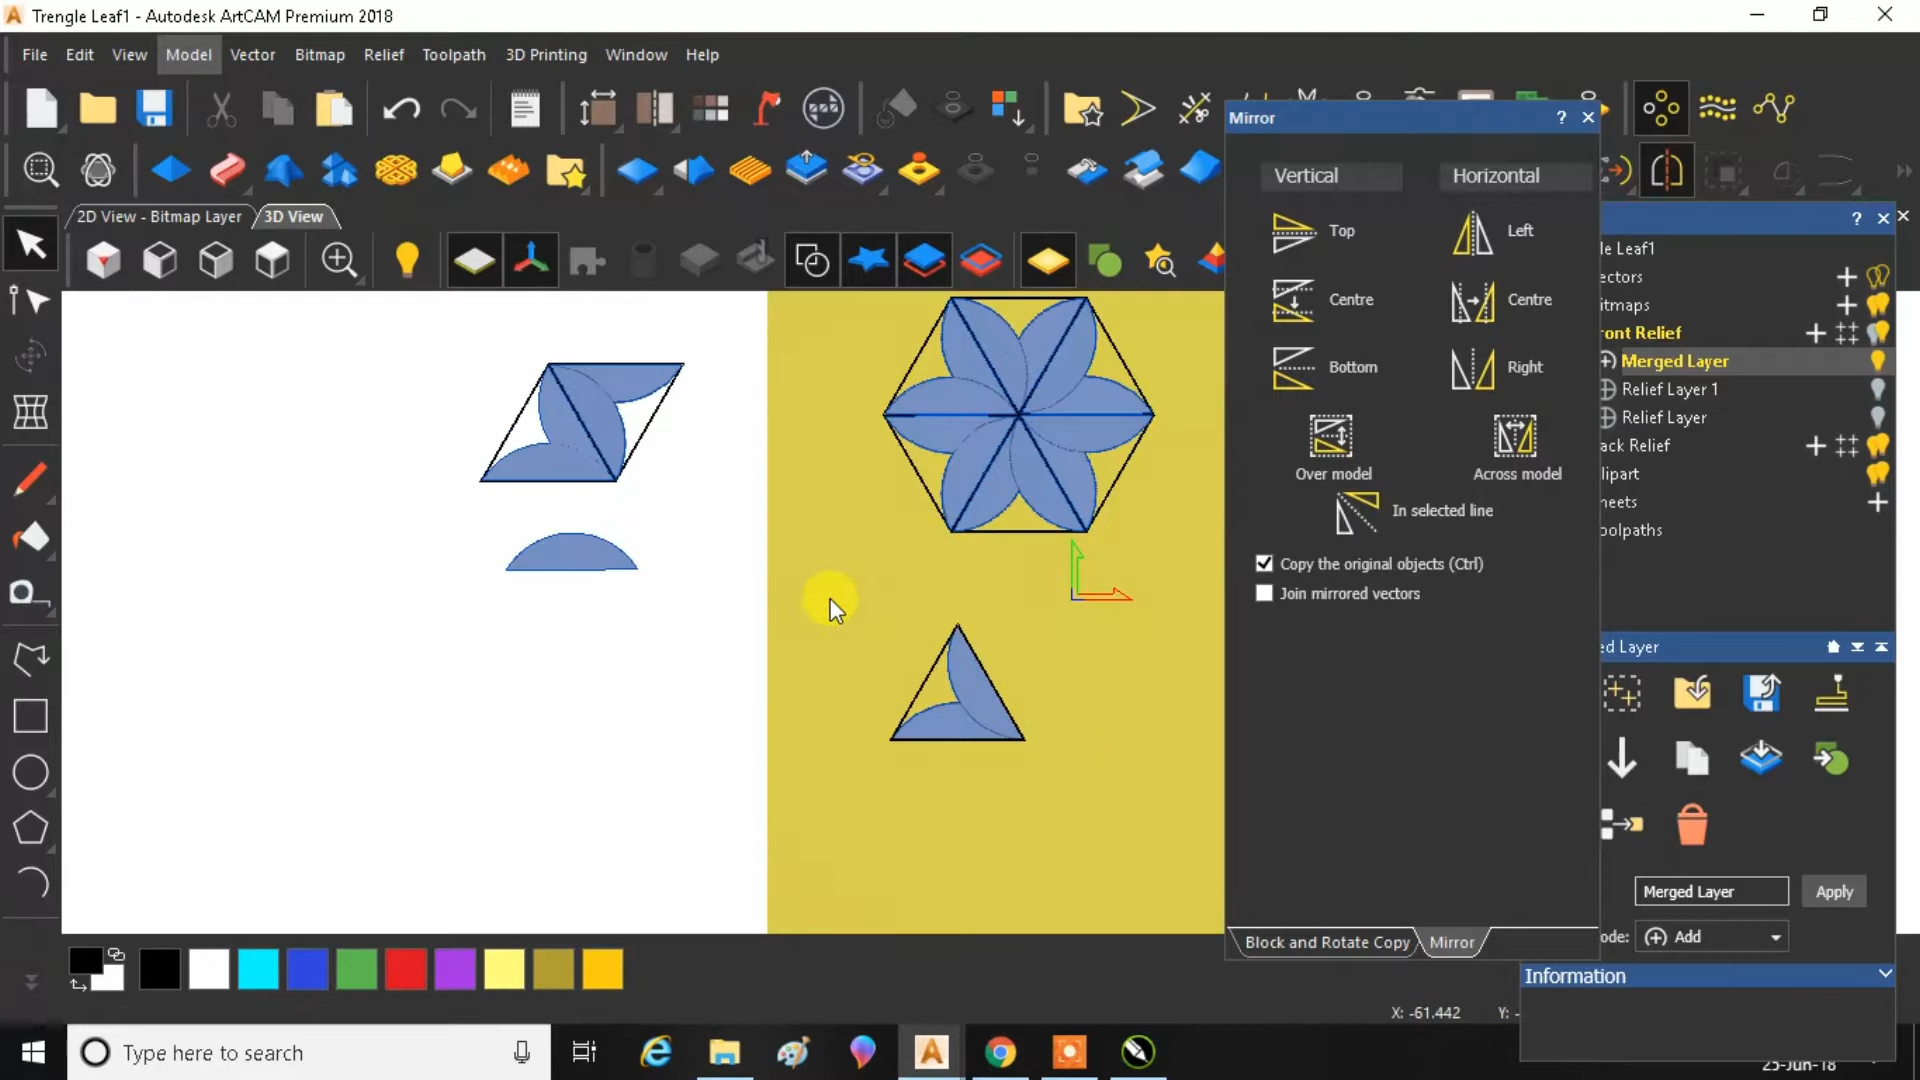 Trengle Leaf1 - Autodesk ArtCAM Premium 2018
File Edit View Model Vector Bitmap Relief Toolpath 3D Printing Window Help
Mirror ? ×
Vertical Horizontal
2D View - Bitmap Layer 3D View
Top Left
le Leaf1
ectors
Centre Centre
itmaps
ront Relief
Merged Layer
Bottom Right
Relief Layer 1
Relief Layer
ack Relief
Over model Across model
lipart
heets
In selected line
oolpaths
Copy the original objects (Ctrl)
Join mirrored vectors
ed Layer
Merged Layer Apply
ode: Add
Block and Rotate Copy Mirror
Information
X: -61.442 Y: -
Type here to search
25-Jun-18